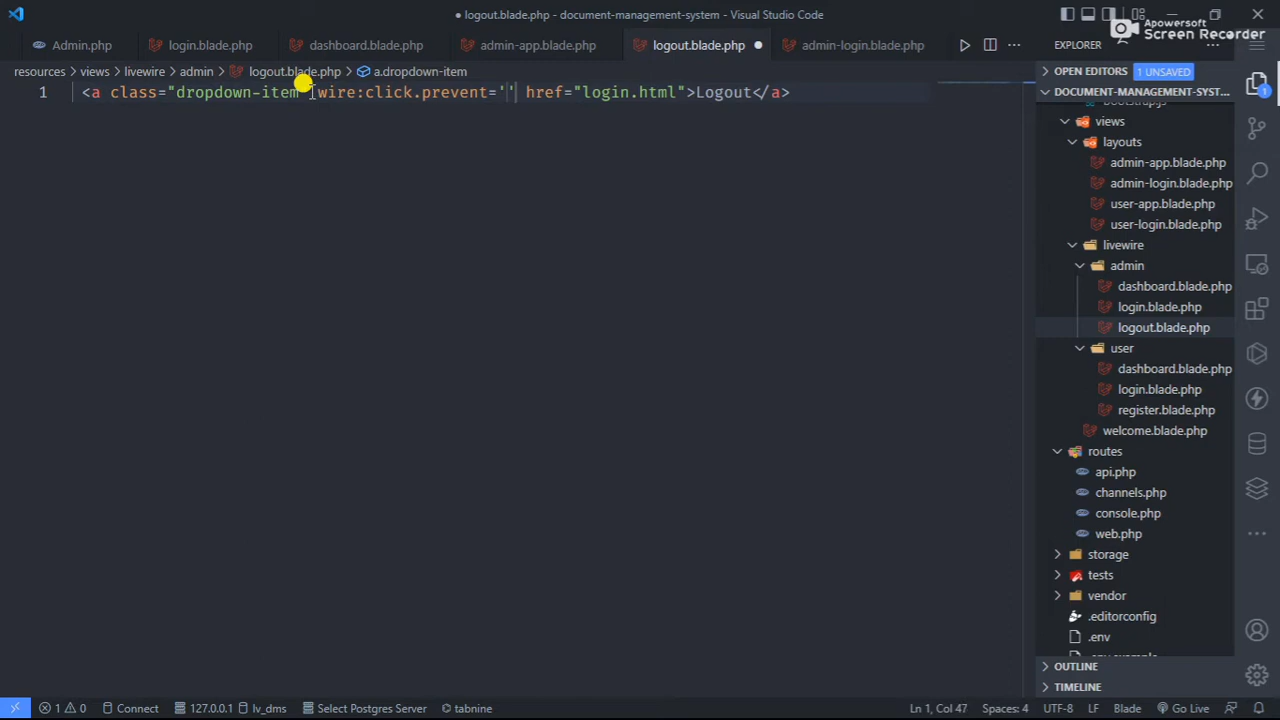 logout.blade.php - document-management-system - Visual Studio Code
Apowersoft
Screen Recorder
Admin.php
login.blade.php
dashboard.blade.php
admin-app.blade.php
logout.blade.php
admin-login.blade.php
EXPLORER
resources > views > livewire > admin > logout.blade.php > a.dropdown-item
OPEN EDITORS 1 UNSAVED
1 <a class="dropdown-item" wire:click.prevent='' href="login.html">Logout</a>
DOCUMENT-MANAGEMENT-SYST...
bootstrap.js
views
layouts
admin-app.blade.php
admin-login.blade.php
user-app.blade.php
user-login.blade.php
livewire
admin
dashboard.blade.php
login.blade.php
logout.blade.php
user
dashboard.blade.php
login.blade.php
register.blade.php
welcome.blade.php
routes
api.php
channels.php
console.php
web.php
storage
tests
vendor
.editorconfig
.env
.env.example
OUTLINE
TIMELINE
1 0 Connect 127.0.0.1 lv_dms Select Postgres Server tabnine Ln 1, Col 47 Spaces: 4 UTF-8 LF Blade Go Live